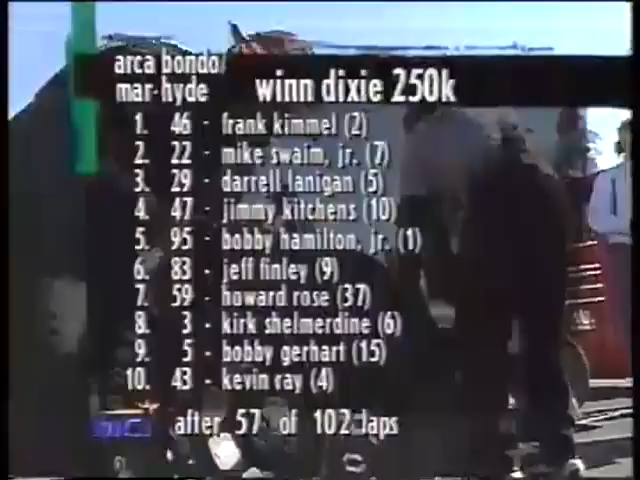 arca bondo/
mar-hyde
winn dixie 250k
1. 46 - frank kimmel (2)
2. 22 - mike swaim, jr. (7)
3. 29 - darrell lanigan (5)
4. 47 - jimmy kitchens (10)
5. 95 - bobby hamilton, jr. (1)
6. 83 - jeff finley (9)
7. 59 - howard rose (37)
8. 3 - kirk shelmerdine (6)
9. 5 - bobby gerhart (15)
10. 43 - kevin ray (4)
after 57 of 102 laps